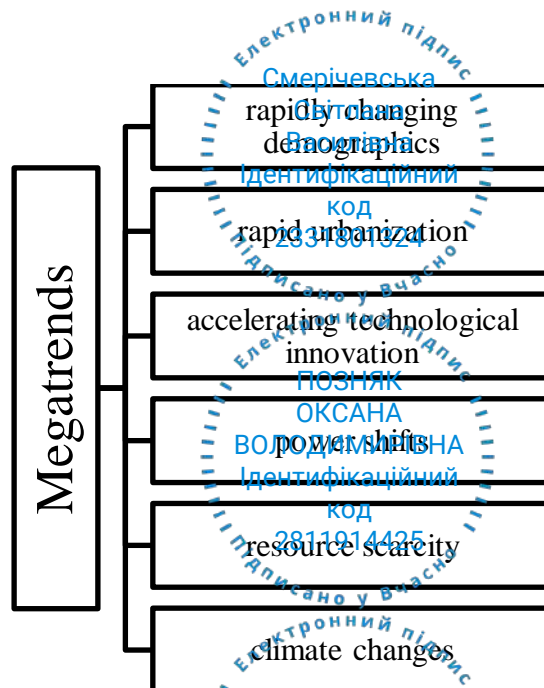 Megatrends
rapidly changing
demographics
rapid urbanization
accelerating technological
innovation
power shifts
resource scarcity
climate changes
Електронний підпис
Смерічевська
Світлана
Василівна
Ідентифікаційний
код
2331801324
Підписано у Вчасно
Електронний підпис
ПОЗНЯК
ОКСАНА
ВОЛОДИМИРІВНА
Ідентифікаційний
код
2811914425
Підписано у Вчасно
Електронний підпис